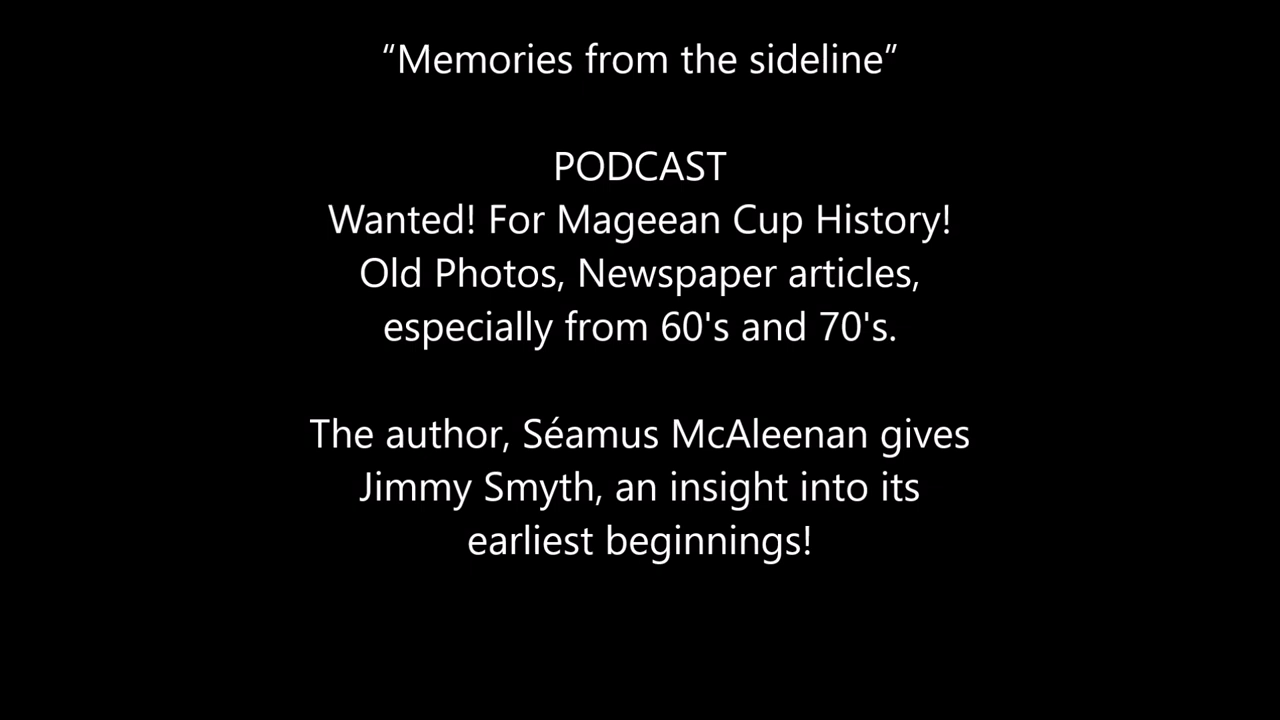 “Memories from the sideline”
PODCAST
Wanted! For Mageean Cup History!
Old Photos, Newspaper articles,
especially from 60's and 70's.
The author, Séamus McAleenan gives
Jimmy Smyth, an insight into its
earliest beginnings!